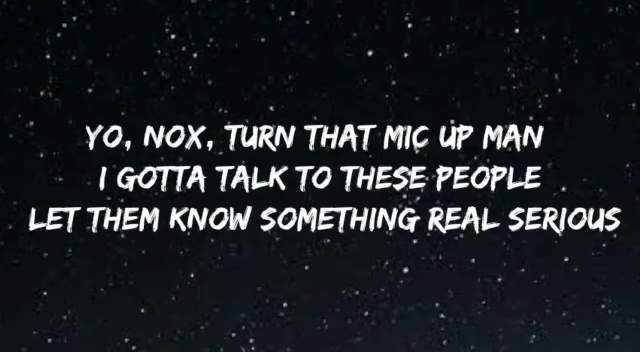 YO, NOX, TURN THAT MIC UP MAN
I GOTTA TALK TO THESE PEOPLE
LET THEM KNOW SOMETHING REAL SERIOUS